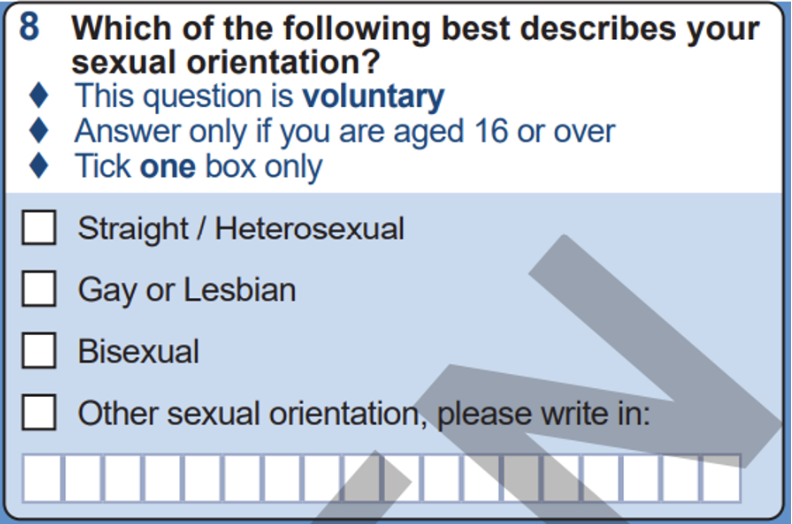 8 Which of the following best describes your
sexual orientation?
♦ This question is voluntary
♦ Answer only if you are aged 16 or over
♦ Tick one box only
Straight / Heterosexual
Gay or Lesbian
Bisexual
Other sexual orientation, please write in: